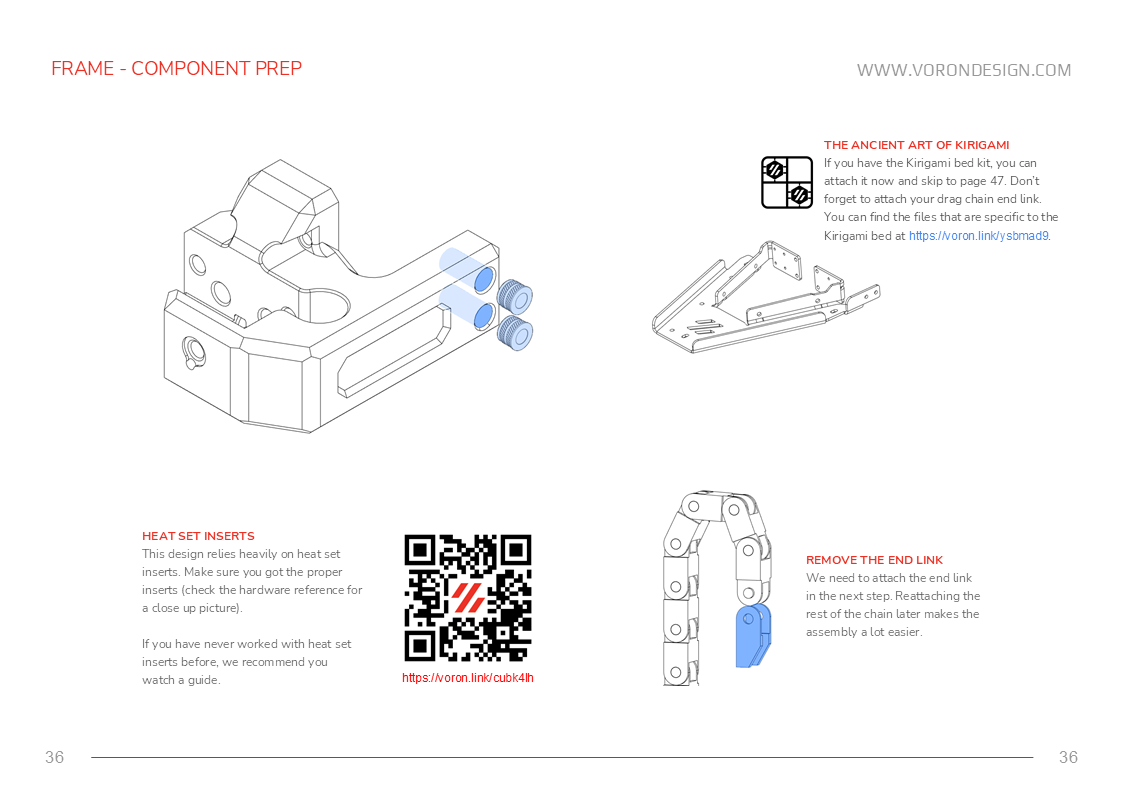 FRAME - COMPONENT PREP
WWW.VORONDESIGN.COM
THE ANCIENT ART OF KIRIGAMI
If you have the Kirigami bed kit, you can
attach it now and skip to page 47. Don't
forget to attach your drag chain end link.
You can find the files that are specific to the
Kirigami bed at https://voron.link/ysbmad9.
HEAT SET INSERTS
This design relies heavily on heat set
inserts. Make sure you got the proper
inserts (check the hardware reference for
a close up picture).
If you have never worked with heat set
inserts before, we recommend you
watch a guide.
https://voron.link/cubk4lh
REMOVE THE END LINK
We need to attach the end link
in the next step. Reattaching the
rest of the chain later makes the
assembly a lot easier.
36
36